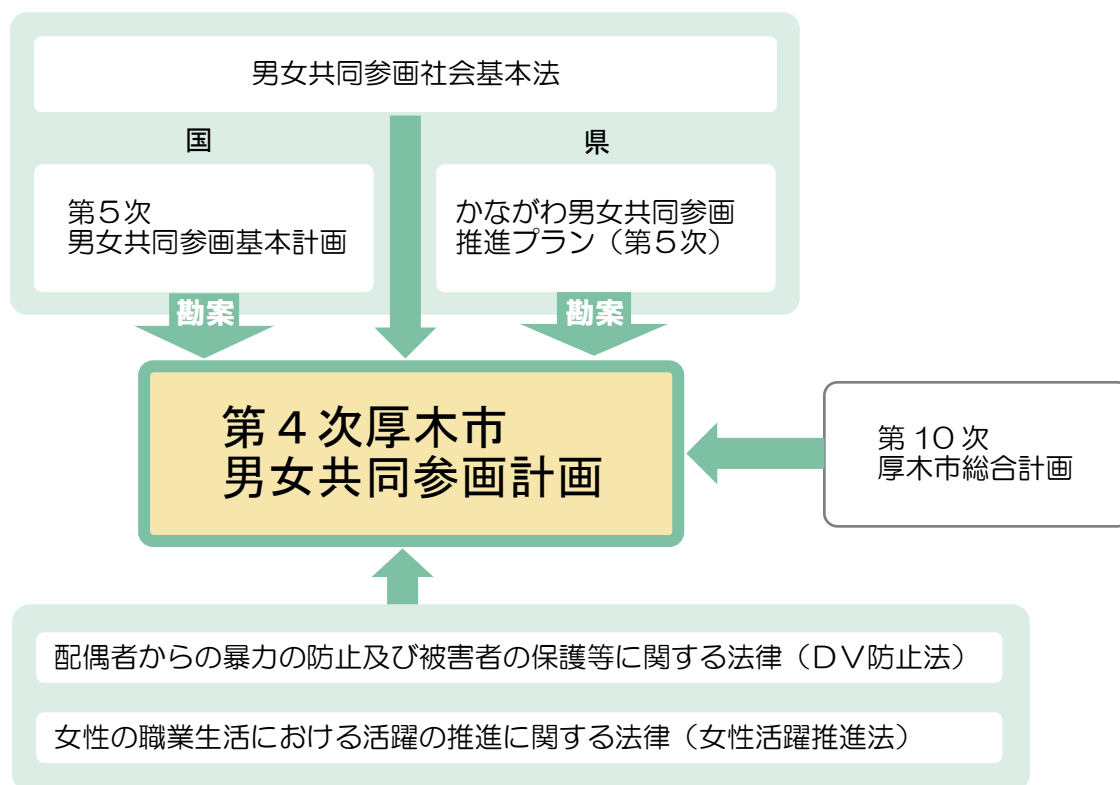 男女共同参画社会基本法
国
県
第５次
男女共同参画基本計画
かながわ男女共同参画
推進プラン（第５次）
勘案
勘案
第４次厚木市
男女共同参画計画
第 10 次
厚木市総合計画
配偶者からの暴力の防止及び被害者の保護等に関する法律（ＤＶ防止法）
女性の職業生活における活躍の推進に関する法律（女性活躍推進法）